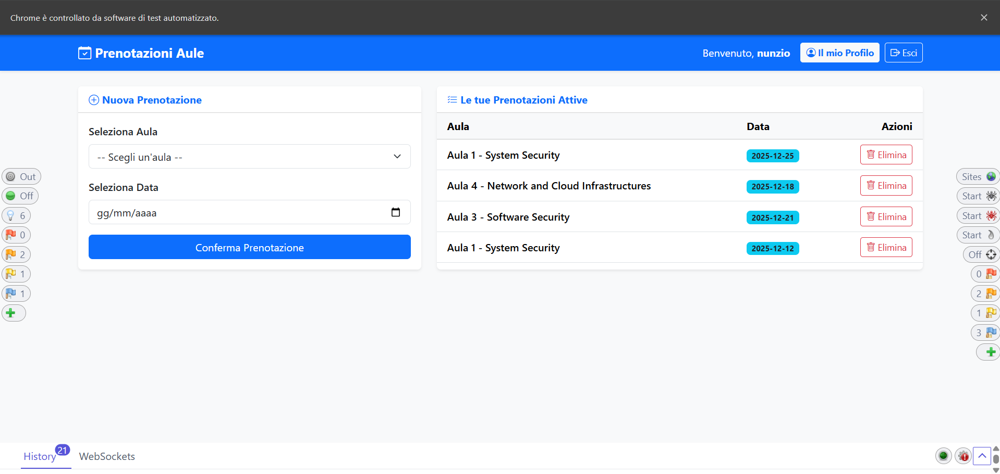 Chrome è controllato da software di test automatizzato.
Prenotazioni Aule
Benvenuto, nunzio
Il mio Profilo
Esci
Nuova Prenotazione
Seleziona Aula
-- Scegli un'aula --
Seleziona Data
gg/mm/aaaa
Conferma Prenotazione
Le tue Prenotazioni Attive
Aula Data Azioni
Aula 1 - System Security 2025-12-25 Elimina
Aula 4 - Network and Cloud Infrastructures 2025-12-18 Elimina
Aula 3 - Software Security 2025-12-21 Elimina
Aula 1 - System Security 2025-12-12 Elimina
Out
Off
6
0
2
1
1
Sites
Start
Start
Start
Off
0
2
1
3
History 21
WebSockets